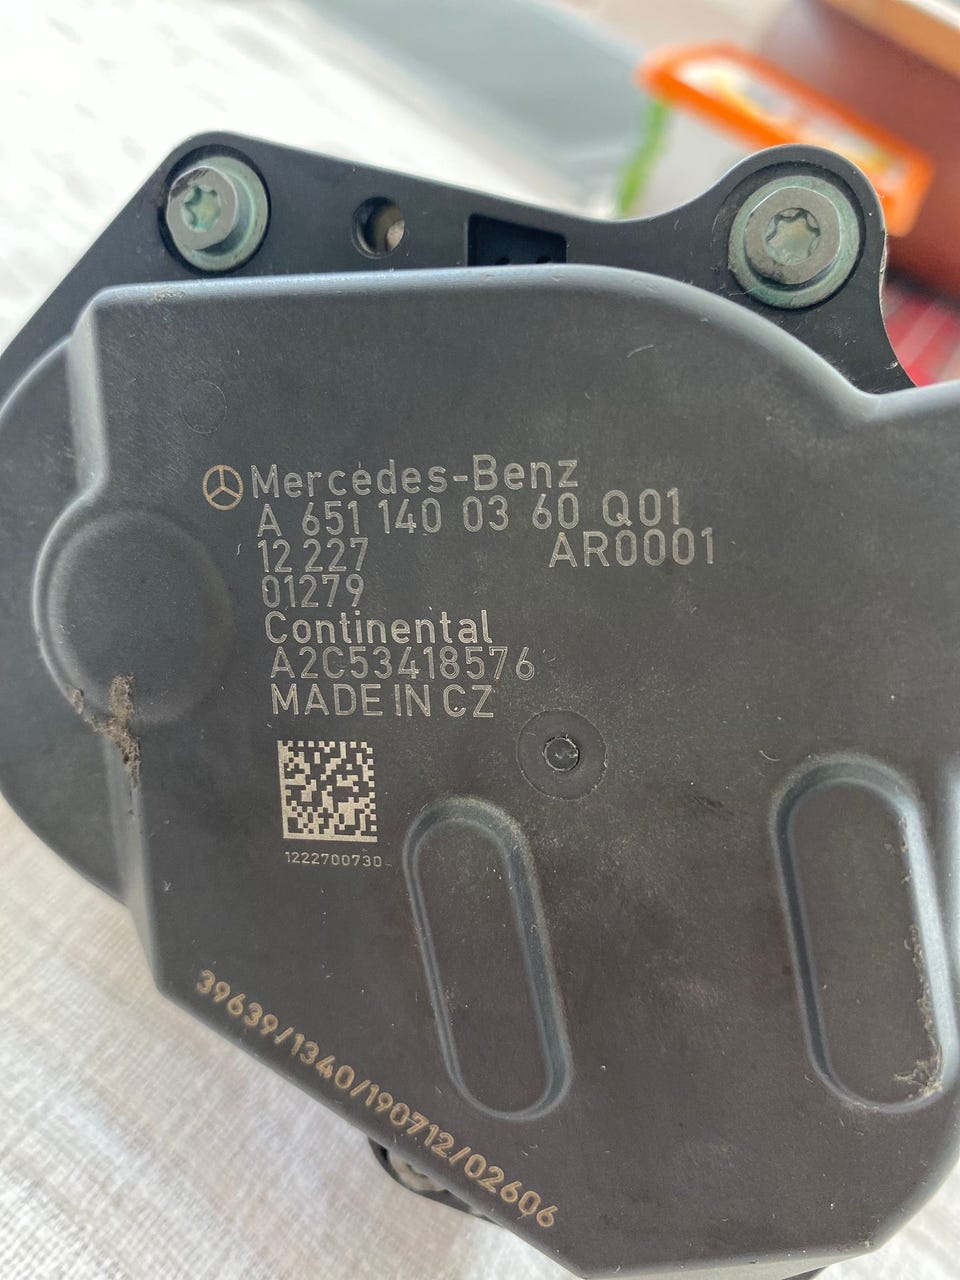 Mercedes-Benz
A 651 140 03 60 Q01
12 227 AR0001
01279
Continental
A2C53418576
MADE IN CZ
1222700730
39639/1340/190712/02606